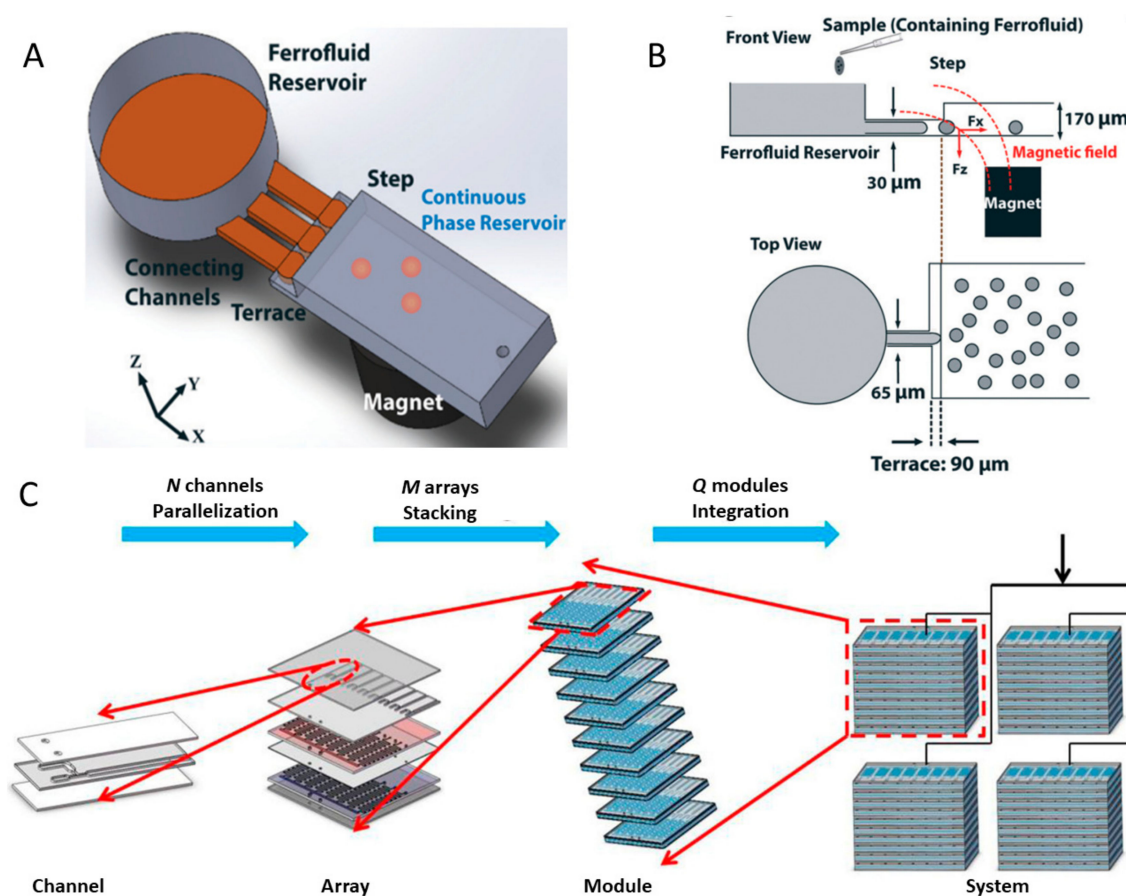 A
Ferrofluid
Reservoir
Step
Continuous
Phase Reservoir
Connecting
Channels
Terrace
Magnet
Z
Y
X
B
Sample (Containing Ferrofluid)
Front View
Step
Fx
170 μm
Ferrofluid Reservoir
Magnetic field
Fz
30 μm
Magnet
Top View
65 μm
Terrace: 90 μm
C
N channels
Parallelization
M arrays
Stacking
Q modules
Integration
Channel
Array
Module
System